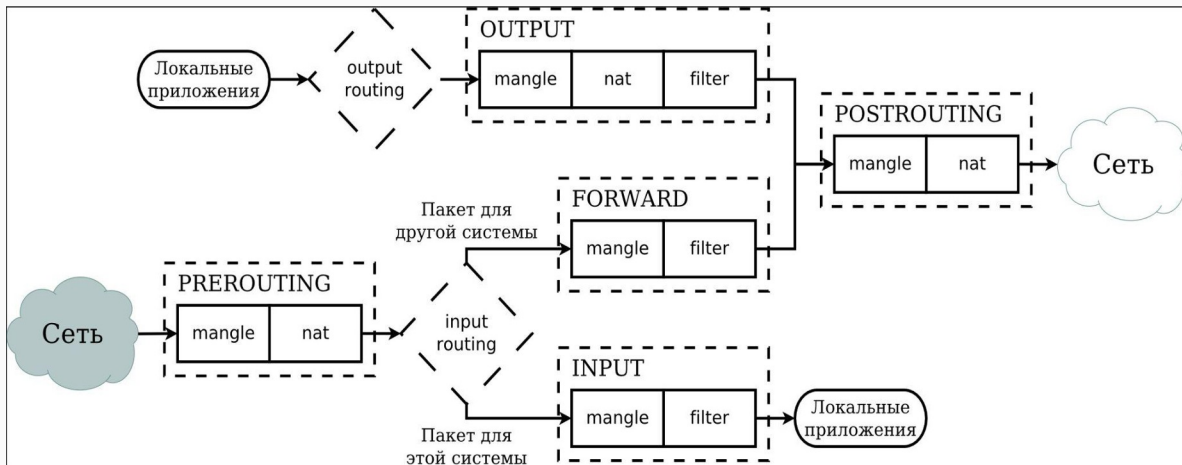 OUTPUT
Локальные
приложения
output
routing
mangle
nat
filter
POSTROUTING
mangle
nat
Сеть
Пакет для
другой системы
FORWARD
mangle
filter
PREROUTING
Сеть
mangle
nat
input
routing
INPUT
mangle
filter
Локальные
приложения
Пакет для
этой системы